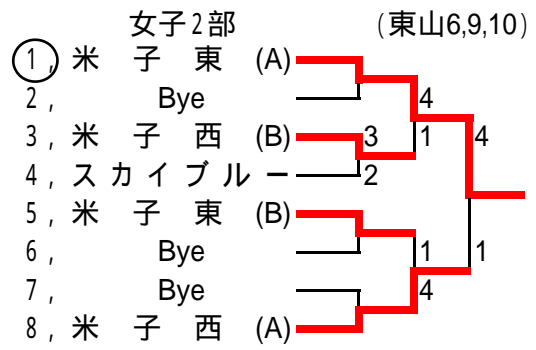 女子2部 (東山6,9,10)
1, 米子東 (A)
2, Bye
4
3, 米子西 (B) 3 1 4
4, スカイブルー 2
5, 米子東 (B)
6, Bye 1 1
7, Bye 4
8, 米子西 (A)